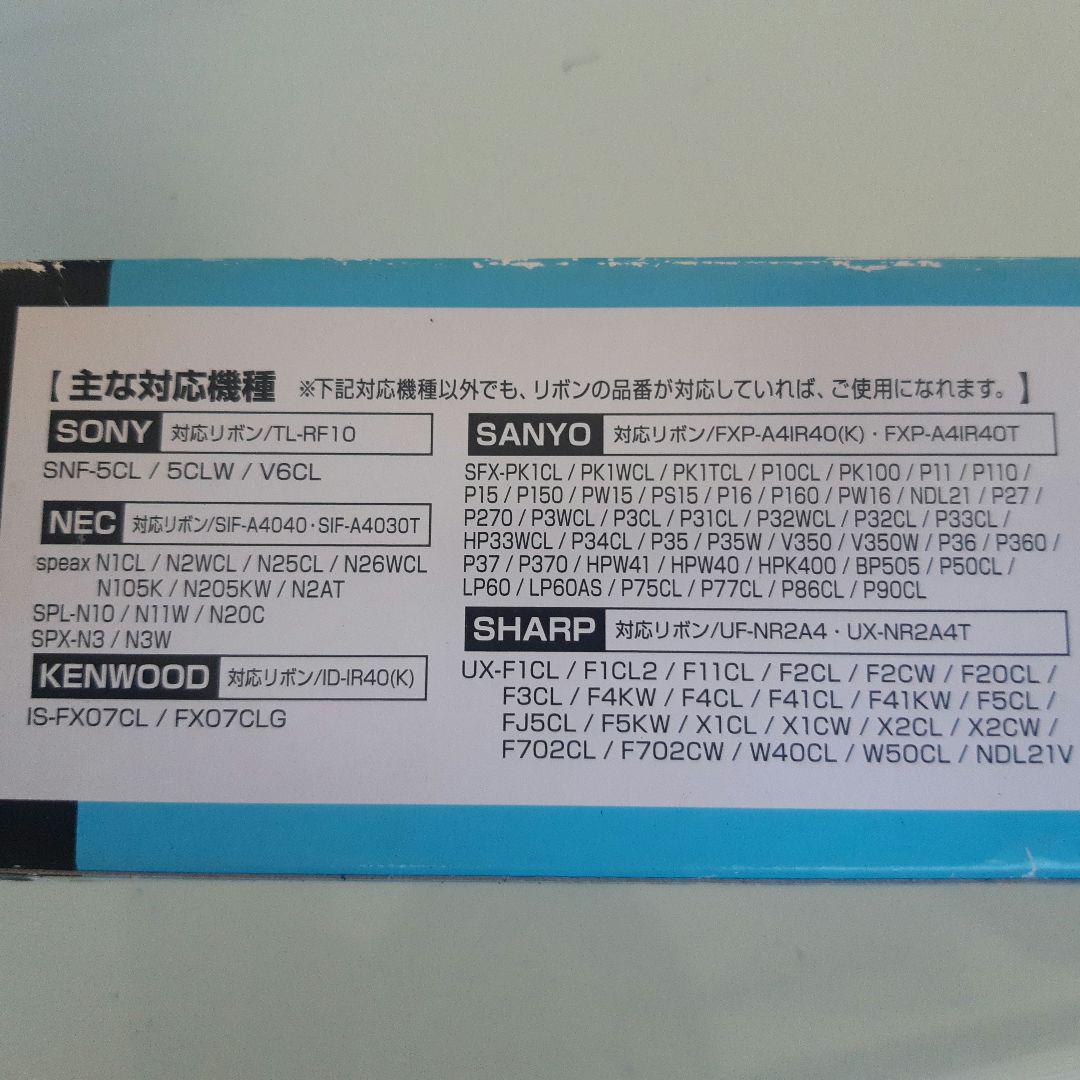 【主な対応機種 ※下記対応機種以外でも、リボンの品番が対応していれば、ご使用になれます。】
SONY 対応リボン/TL-RF10
SNF-5CL / 5CLW / V6CL
NEC 対応リボン/SIF-A4040・SIF-A4030T
speax N1CL / N2WCL / N25CL / N26WCL
N105K / N205KW / N2AT
SPL-N10 / N11W / N20C
SPX-N3 / N3W
KENWOOD 対応リボン/ID-IR40(K)
IS-FX07CL / FX07CLG
SANYO 対応リボン/FXP-A4IR40(K)・FXP-A4IR40T
SFX-PK1CL / PK1WCL / PK1TCL / P10CL / PK100 / P11 / P110 /
P15 / P150 / PW15 / PS15 / P16 / P160 / PW16 / NDL21 / P27 /
P270 / P3WCL / P3CL / P31CL / P32WCL / P32CL / P33CL /
HP33WCL / P34CL / P35 / P35W / V350 / V350W / P36 / P360 /
P37 / P370 / HPW41 / HPW40 / HPK400 / BP505 / P50CL /
LP60 / LP60AS / P75CL / P77CL / P86CL / P90CL
SHARP 対応リボン/UF-NR2A4・UX-NR2A4T
UX-F1CL / F1CL2 / F11CL / F2CL / F2CW / F20CL /
F3CL / F4KW / F4CL / F41CL / F41KW / F5CL /
FJ5CL / F5KW / X1CL / X1CW / X2CL / X2CW /
F702CL / F702CW / W40CL / W50CL / NDL21V